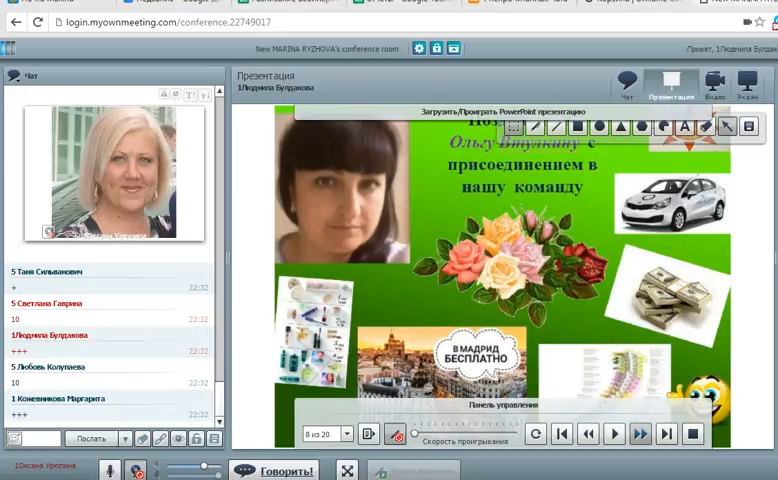 login.myownmeeting.com/conference.22749017
New MARINA RYZHOVA's conference room
Привет, 1Людмила Булдак
Чат
Презентация
1Людмила Булдакова
Чат
Презентация
Видео
Экран
Загрузить/Проиграть PowerPoint презентацию
Ольгу Втулкину с
присоединением в
нашу команду
Оксана Урюпина
5 Таня Сильванович
+
22:32
5 Светлана Гаврина
10
22:32
1Людмила Булдакова
+++
22:32
5 Любовь Колупаева
10
22:32
1 Кожевникова Маргарита
+++
22:32
В МАДРИД
БЕСПЛАТНО
Послать
Панель управления
8 из 20
Скорость проигрывания
1Оксана Урюпина
Говорить!